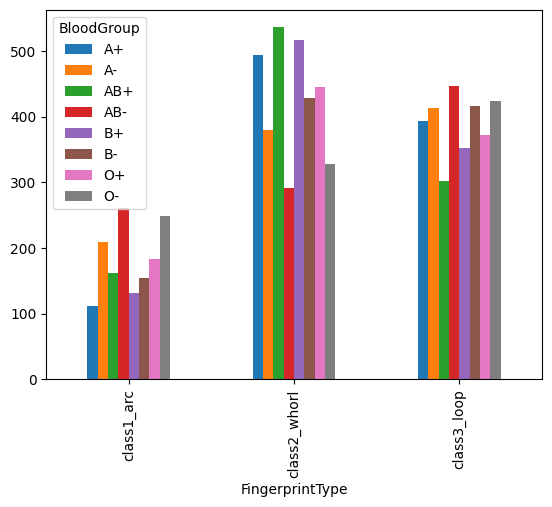 BloodGroup
A+
A-
AB+
AB-
B+
B-
O+
O-
500
400
300
200
100
0
class1_arc
class2_whorl
class3_loop
FingerprintType